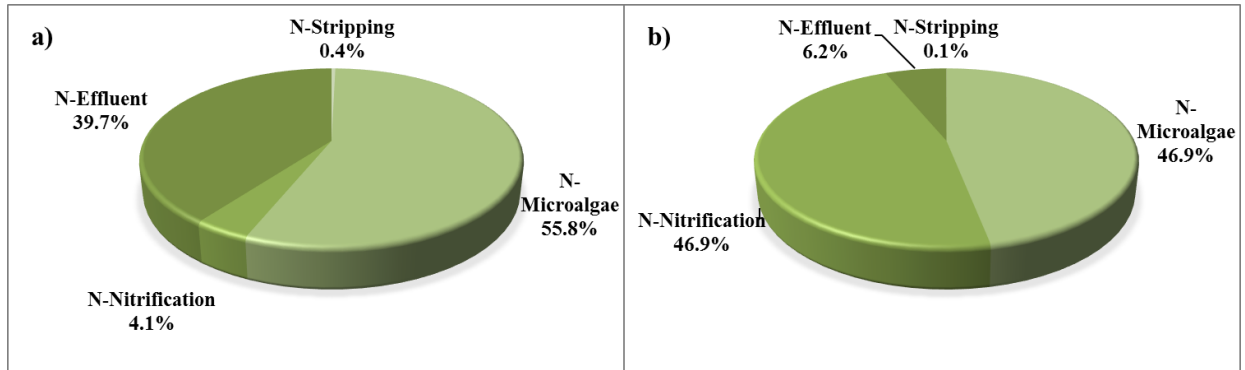 a)
N-Stripping
0.4%
N-Effluent
39.7%
N-
Microalgae
55.8%
N-Nitrification
4.1%
b)
N-Effluent
6.2%
N-Stripping
0.1%
N-
Microalgae
46.9%
N-Nitrification
46.9%